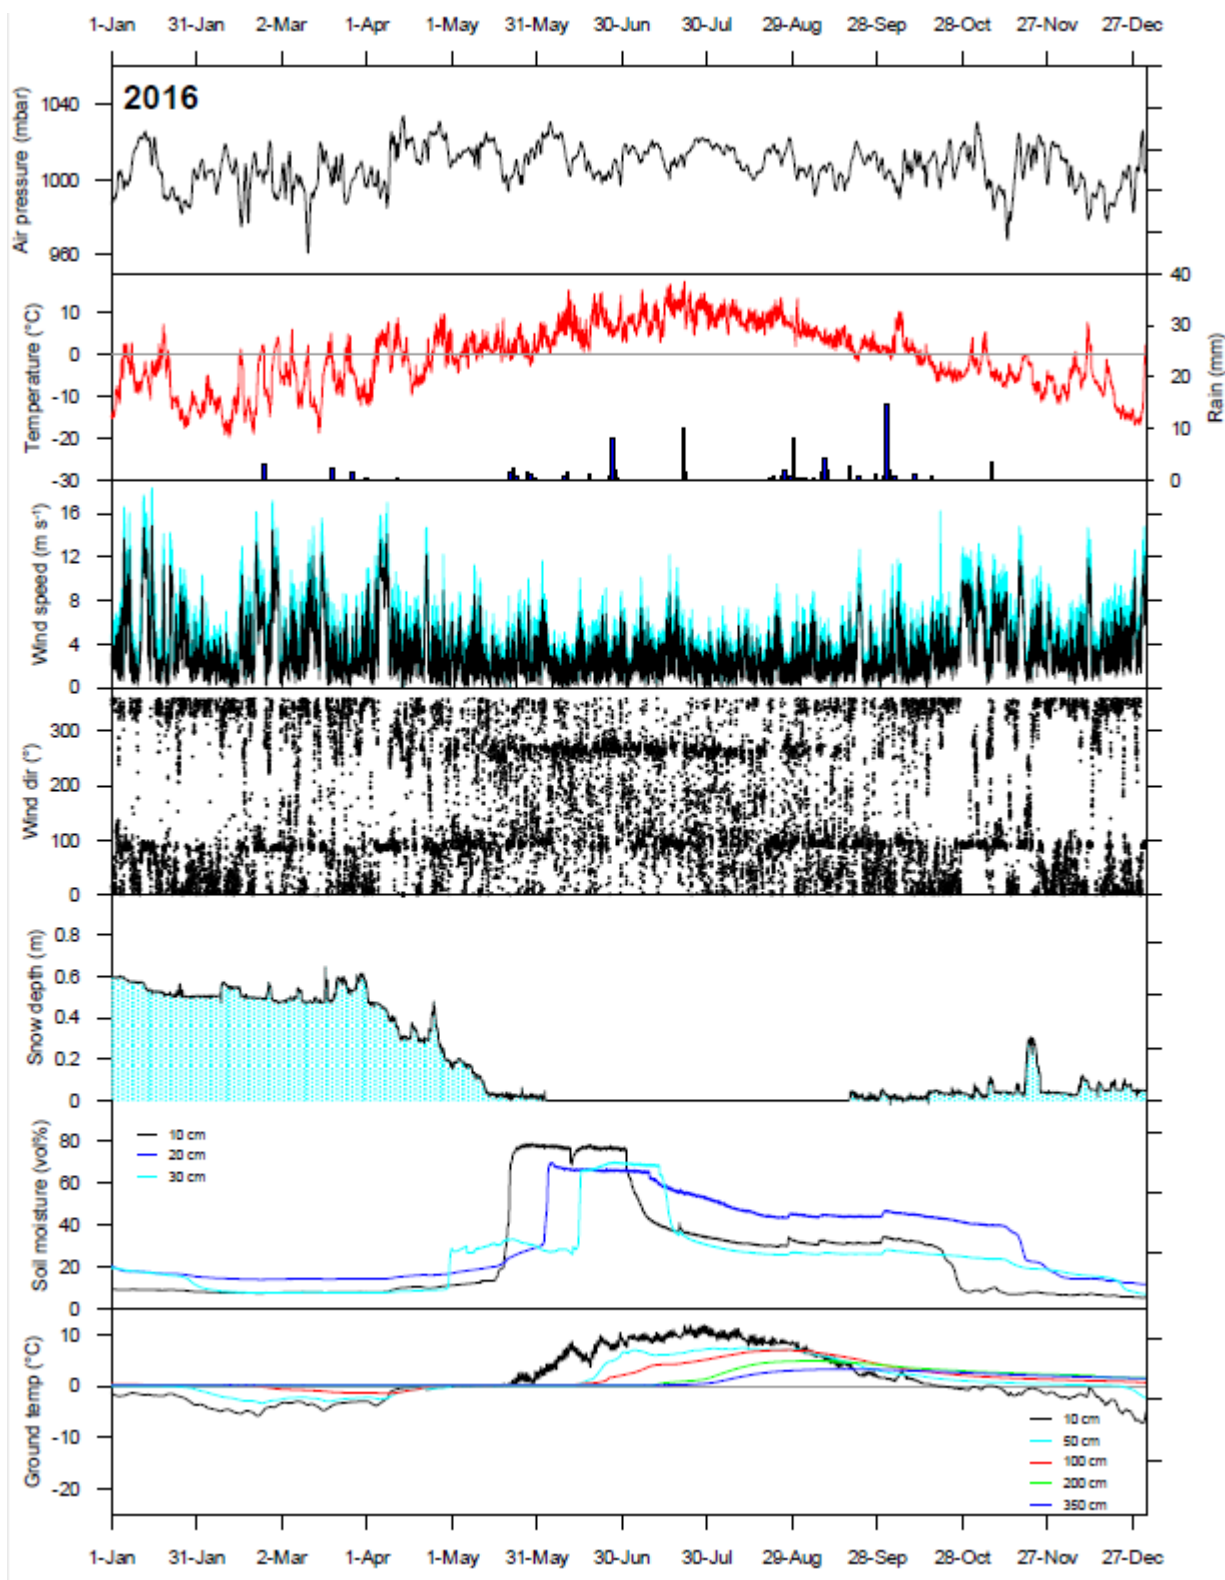 1-Jan 31-Jan 2-Mar 1-Apr 1-May 31-May 30-Jun 30-Jul 29-Aug 28-Sep 28-Oct 27-Nov 27-Dec
2016
Air pressure (mbar)
1040
1000
960
Temperature (°C)
10
0
-10
-20
-30
Rain (mm)
40
30
20
10
0
Wind speed (m s-1)
16
12
8
4
0
Wind dir (°)
300
200
100
0
Snow depth (m)
0.8
0.6
0.4
0.2
0
Soil moisture (vol%)
80
60
40
20
0
10 cm
20 cm
30 cm
Ground temp (°C)
10
0
-10
-20
10 cm
50 cm
100 cm
200 cm
350 cm
1-Jan 31-Jan 2-Mar 1-Apr 1-May 31-May 30-Jun 30-Jul 29-Aug 28-Sep 28-Oct 27-Nov 27-Dec